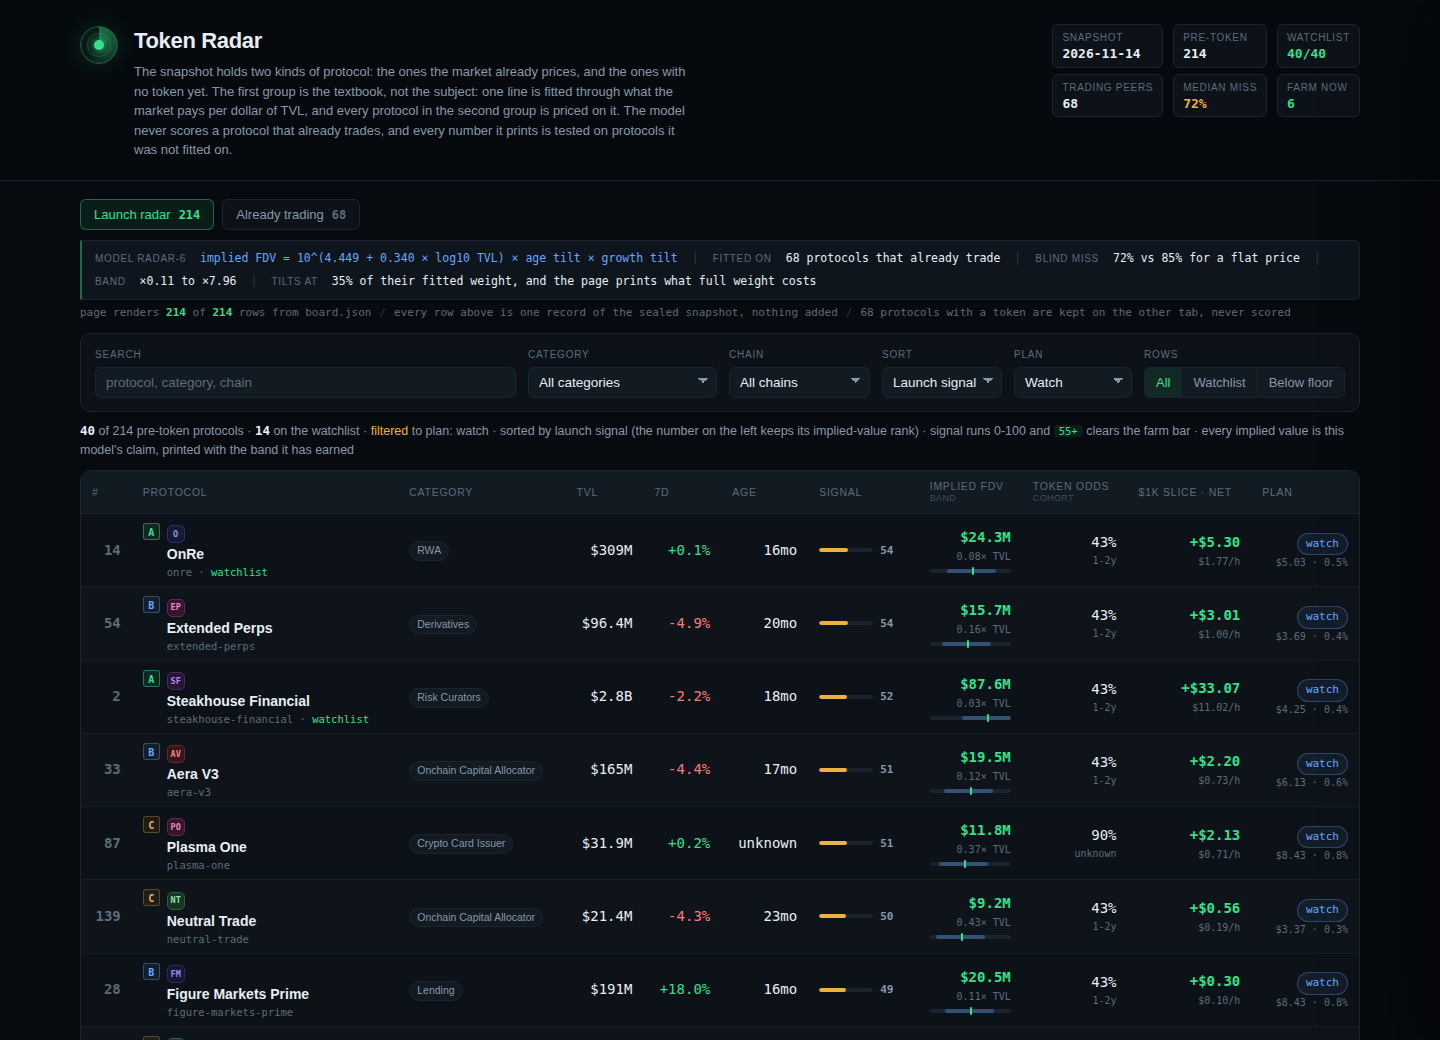 Token Radar
The snapshot holds two kinds of protocol: the ones the market already prices, and the ones with
no token yet. The first group is the textbook, not the subject: one line is fitted through what the
market pays per dollar of TVL, and every protocol in the second group is priced on it. The model
never scores a protocol that already trades, and every number it prints is tested on protocols it
was not fitted on.
SNAPSHOT
2026-11-14
PRE-TOKEN
214
WATCHLIST
40/40
TRADING PEERS
68
MEDIAN MISS
72%
FARM NOW
6
Launch radar 214
Already trading 68
MODEL RADAR-6 implied FDV = 10^(4.449 + 0.340 × log10 TVL) × age tilt × growth tilt | FITTED ON 68 protocols that already trade | BLIND MISS 72% vs 85% for a flat price |
BAND ×0.11 to ×7.96 | TILTS AT 35% of their fitted weight, and the page prints what full weight costs
page renders 214 of 214 rows from board.json / every row above is one record of the sealed snapshot, nothing added / 68 protocols with a token are kept on the other tab, never scored
SEARCH CATEGORY CHAIN SORT PLAN ROWS
protocol, category, chain All categories All chains Launch signal Watch All Watchlist Below floor
40 of 214 pre-token protocols · 14 on the watchlist · filtered to plan: watch · sorted by launch signal (the number on the left keeps its implied-value rank) · signal runs 0-100 and 55+ clears the farm bar · every implied value is this
model's claim, printed with the band it has earned
# PROTOCOL CATEGORY TVL 7D AGE SIGNAL IMPLIED FDV TOKEN ODDS $1K SLICE · NET PLAN
BAND COHORT
A O
14 OnRe RWA $309M +0.1% 16mo 54 $24.3M 43% +$5.30 watch
onre · watchlist 0.08× TVL 1-2y $1.77/h $5.03 · 0.5%
B EP
54 Extended Perps Derivatives $96.4M -4.9% 20mo 54 $15.7M 43% +$3.01 watch
extended-perps 0.16× TVL 1-2y $1.00/h $3.69 · 0.4%
A SF
2 Steakhouse Financial Risk Curators $2.8B -2.2% 18mo 52 $87.6M 43% +$33.07 watch
steakhouse-financial · watchlist 0.03× TVL 1-2y $11.02/h $4.25 · 0.4%
B AV
33 Aera V3 Onchain Capital Allocator $165M -4.4% 17mo 51 $19.5M 43% +$2.20 watch
aera-v3 0.12× TVL 1-2y $0.73/h $6.13 · 0.6%
C PO
87 Plasma One Crypto Card Issuer $31.9M +0.2% unknown 51 $11.8M 90% +$2.13 watch
plasma-one 0.37× TVL unknown $0.71/h $8.43 · 0.8%
C NT
139 Neutral Trade Onchain Capital Allocator $21.4M -4.3% 23mo 50 $9.2M 43% +$0.56 watch
neutral-trade 0.43× TVL 1-2y $0.19/h $3.37 · 0.3%
B FM
28 Figure Markets Prime Lending $191M +18.0% 16mo 49 $20.5M 43% +$0.30 watch
figure-markets-prime 0.11× TVL 1-2y $0.10/h $8.43 · 0.8%